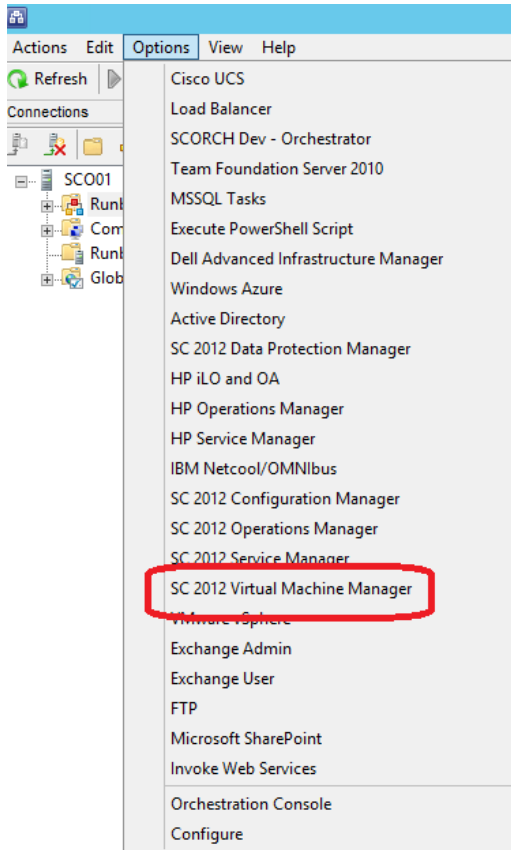 Actions Edit Options View Help
Refresh
Connections
SCO01
Global
Cisco UCS
Load Balancer
SCORCH Dev - Orchestrator
Team Foundation Server 2010
MSSQL Tasks
Execute PowerShell Script
Dell Advanced Infrastructure Manager
Windows Azure
Active Directory
SC 2012 Data Protection Manager
HP iLO and OA
HP Operations Manager
HP Service Manager
IBM Netcool/OMNIbus
SC 2012 Configuration Manager
SC 2012 Operations Manager
SC 2012 Service Manager
SC 2012 Virtual Machine Manager
VMware vSphere
Exchange Admin
Exchange User
FTP
Microsoft SharePoint
Invoke Web Services
Orchestration Console
Configure